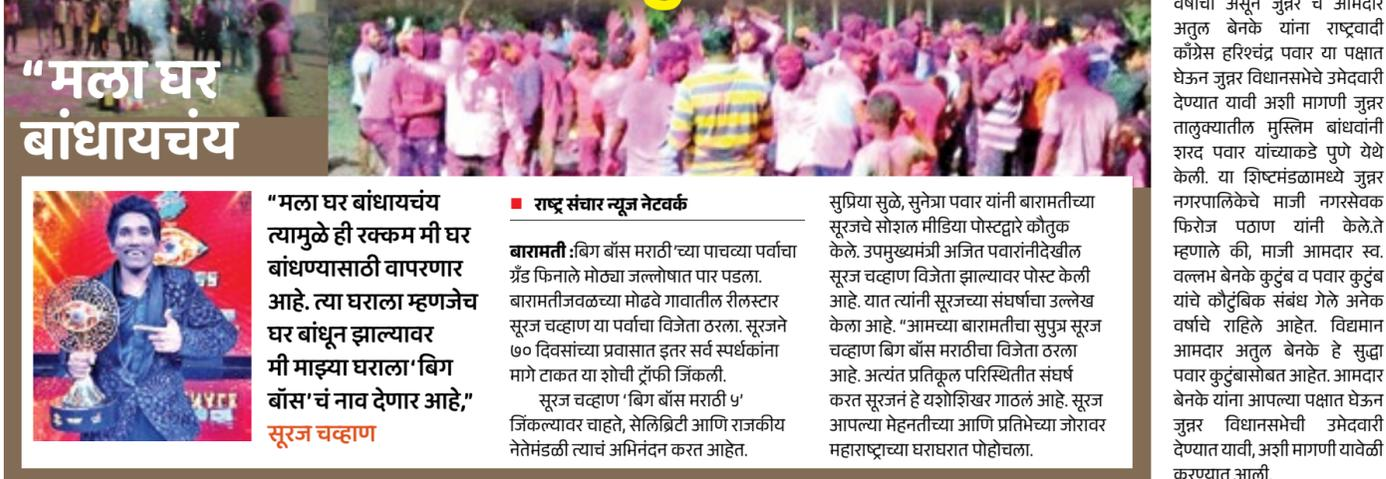 “मला घर
बांधायचंय
“मला घर बांधायचंय
त्यामुळे ही रक्कम मी घर
बांधण्यासाठी वापरणार
आहे. त्या घराला म्हणजेच
घर बांधून झाल्यावर
मी माझ्या घराला ‘बिग
बॉस’ चं नाव देणार आहे,”
सूरज चव्हाण
राष्ट्र संचार न्यूज नेटवर्क
बारामती :बिग बॉस मराठी ’च्या पाचव्या पर्वाचा
ग्रँड फिनाले मोठ्या जल्लोषात पार पडला.
बारामतीजवळच्या मोढवे गावातील रीलस्टार
सूरज चव्हाण या पर्वाचा विजेता ठरला. सूरजने
७० दिवसांच्या प्रवासात इतर सर्व स्पर्धकांना
मागे टाकत या शोची ट्रॉफी जिंकली.
सूरज चव्हाण ‘बिग बॉस मराठी ५’
जिंकल्यावर चाहते, सेलिब्रिटी आणि राजकीय
नेतेमंडळी त्याचं अभिनंदन करत आहेत.
सुप्रिया सुळे, सुनेत्रा पवार यांनी बारामतीच्या
सूरजचे सोशल मीडिया पोस्टद्वारे कौतुक
केले. उपमुख्यमंत्री अजित पवारांनीदेखील
सूरज चव्हाण विजेता झाल्यावर पोस्ट केली
आहे. यात त्यांनी सूरजच्या संघर्षाचा उल्लेख
केला आहे. “आमच्या बारामतीचा सुपुत्र सूरज
चव्हाण बिग बॉस मराठीचा विजेता ठरला
आहे. अत्यंत प्रतिकूल परिस्थितीत संघर्ष
करत सूरजनं हे यशोशिखर गाठलं आहे. सूरज
आपल्या मेहनतीच्या आणि प्रतिभेच्या जोरावर
महाराष्ट्राच्या घराघरात पोहोचला.
वर्षाचा असून जुन्नर चे आमदार
अतुल बेनके यांना राष्ट्रवादी
काँग्रेस हरिश्चंद्र पवार या पक्षात
घेऊन जुन्नर विधानसभेचे उमेदवारी
देण्यात यावी अशी मागणी जुन्नर
तालुक्यातील मुस्लिम बांधवांनी
शरद पवार यांच्याकडे पुणे येथे
केली. या शिष्टमंडळामध्ये जुन्नर
नगरपालिकेचे माजी नगरसेवक
फिरोज पठाण यांनी केले.ते
म्हणाले की, माजी आमदार स्व.
वल्लभ बेनके कुटुंब व पवार कुटुंब
यांचे कौटुंबिक संबंध गेले अनेक
वर्षाचे राहिले आहेत. विद्यमान
आमदार अतुल बेनके हे सुद्धा
पवार कुटुंबासोबत आहेत. आमदार
बेनके यांना आपल्या पक्षात घेऊन
जुन्नर विधानसभेची उमेदवारी
देण्यात यावी, अशी मागणी यावेळी
करण्यात आली